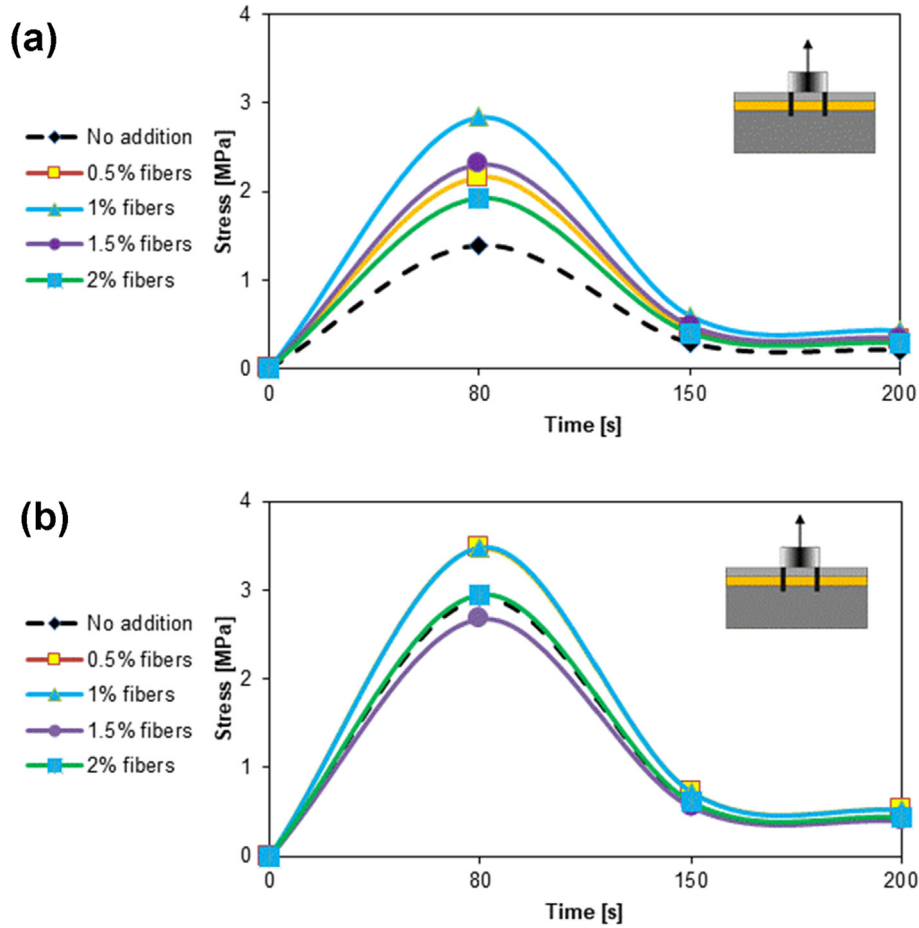 (a)
4
3
2
1
0
Stress [MPa]
No addition
0.5% fibers
1% fibers
1.5% fibers
2% fibers
0 80 150 200
Time [s]
(b)
4
3
2
1
0
Stress [MPa]
No addition
0.5% fibers
1% fibers
1.5% fibers
2% fibers
0 80 150 200
Time [s]